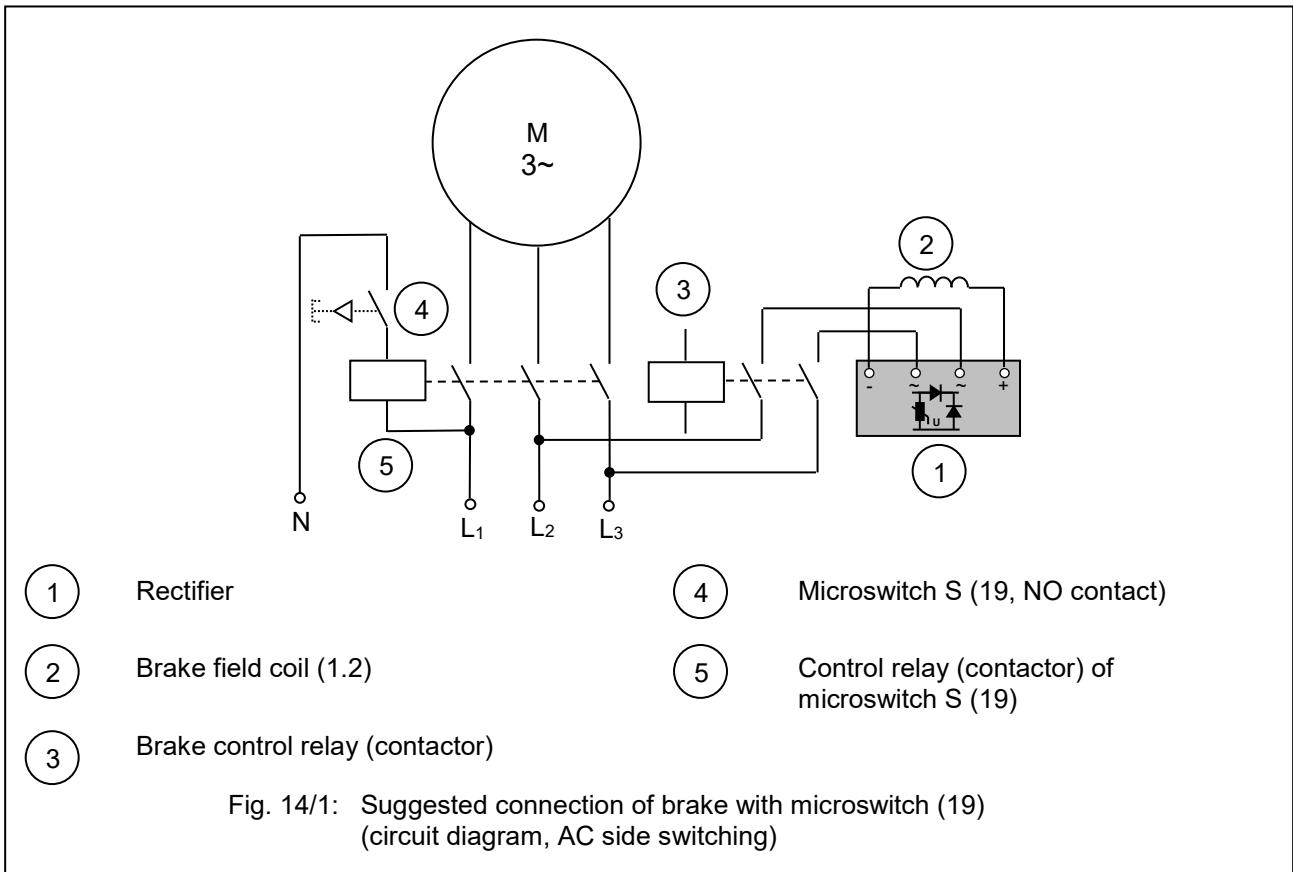 M
3~
2
3
4
- ~ ~ +
U
5
1
N
L₁ L₂ L₃
1 Rectifier
4 Microswitch S (19, NO contact)
2 Brake field coil (1.2)
5 Control relay (contactor) of
microswitch S (19)
3 Brake control relay (contactor)
Fig. 14/1: Suggested connection of brake with microswitch (19)
(circuit diagram, AC side switching)